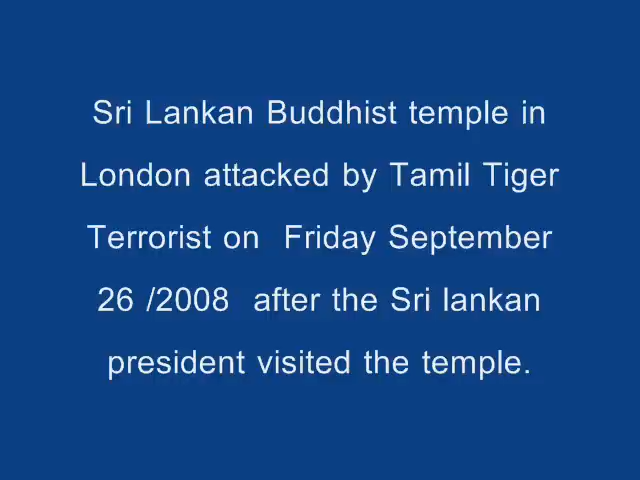 Sri Lankan Buddhist temple in
London attacked by Tamil Tiger
Terrorist on  Friday September
26 /2008  after the Sri lankan
president visited the temple.